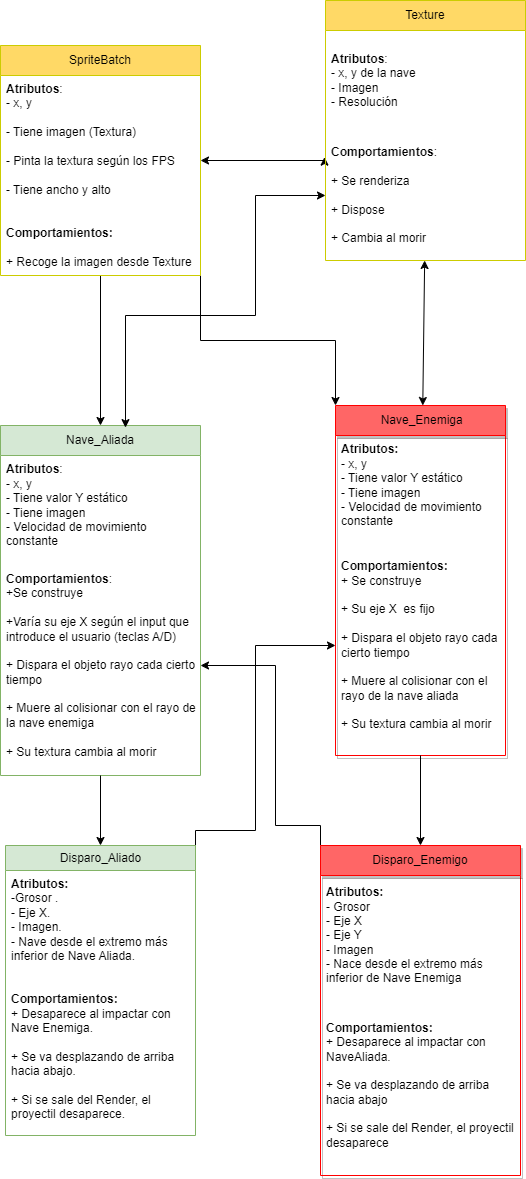 Texture
Atributos:
- x, y de la nave
- Imagen
- Resolución
Comportamientos:
+ Se renderiza
+ Dispose
+ Cambia al morir
SpriteBatch
Atributos:
- x, y
- Tiene imagen (Textura)
- Pinta la textura según los FPS
- Tiene ancho y alto
Comportamientos:
+ Recoge la imagen desde Texture
Nave_Aliada
Atributos:
- x, y
- Tiene valor Y estático
- Tiene imagen
- Velocidad de movimiento
constante
Comportamientos:
+Se construye
+Varía su eje X según el input que
introduce el usuario (teclas A/D)
+ Dispara el objeto rayo cada cierto
tiempo
+ Muere al colisionar con el rayo de
la nave enemiga
+ Su textura cambia al morir
Nave_Enemiga
Atributos:
- x, y
- Tiene valor Y estático
- Tiene imagen
- Velocidad de movimiento
constante
Comportamientos:
+ Se construye
+ Su eje X  es fijo
+ Dispara el objeto rayo cada
cierto tiempo
+ Muere al colisionar con el
rayo de la nave aliada
+ Su textura cambia al morir
Disparo_Aliado
Atributos:
-Grosor .
- Eje X.
- Imagen.
- Nave desde el extremo más
inferior de Nave Aliada.
Comportamientos:
+ Desaparece al impactar con
Nave Enemiga.
+ Se va desplazando de arriba
hacia abajo.
+ Si se sale del Render, el
proyectil desaparece.
Disparo_Enemigo
Atributos:
- Grosor
- Eje X
- Eje Y
- Imagen
- Nace desde el extremo más
inferior de Nave Enemiga
Comportamientos:
+ Desaparece al impactar con
NaveAliada.
+ Se va desplazando de arriba
hacia abajo
+ Si se sale del Render, el proyectil
desaparece